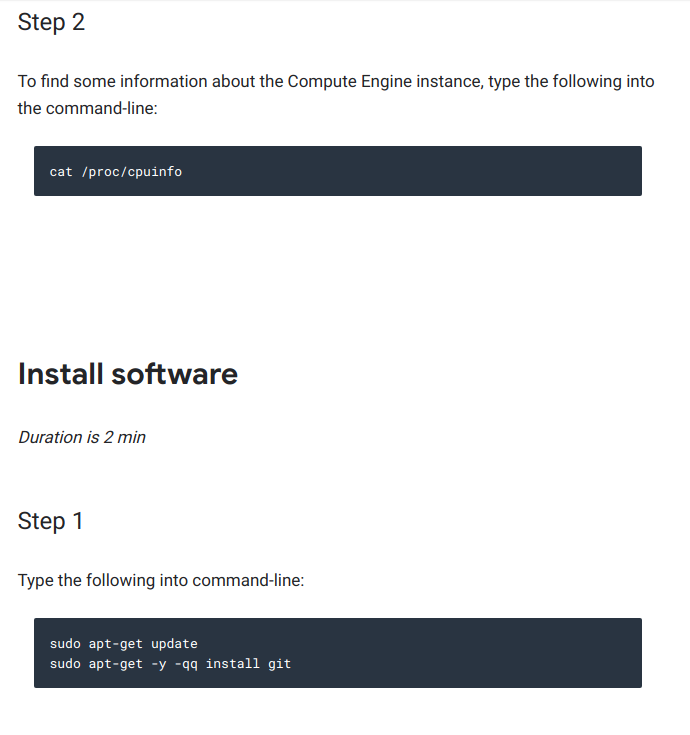 Step 2
To find some information about the Compute Engine instance, type the following into
the command-line:
cat /proc/cpuinfo
Install software
Duration is 2 min
Step 1
Type the following into command-line:
sudo apt-get update
sudo apt-get -y -qq install git